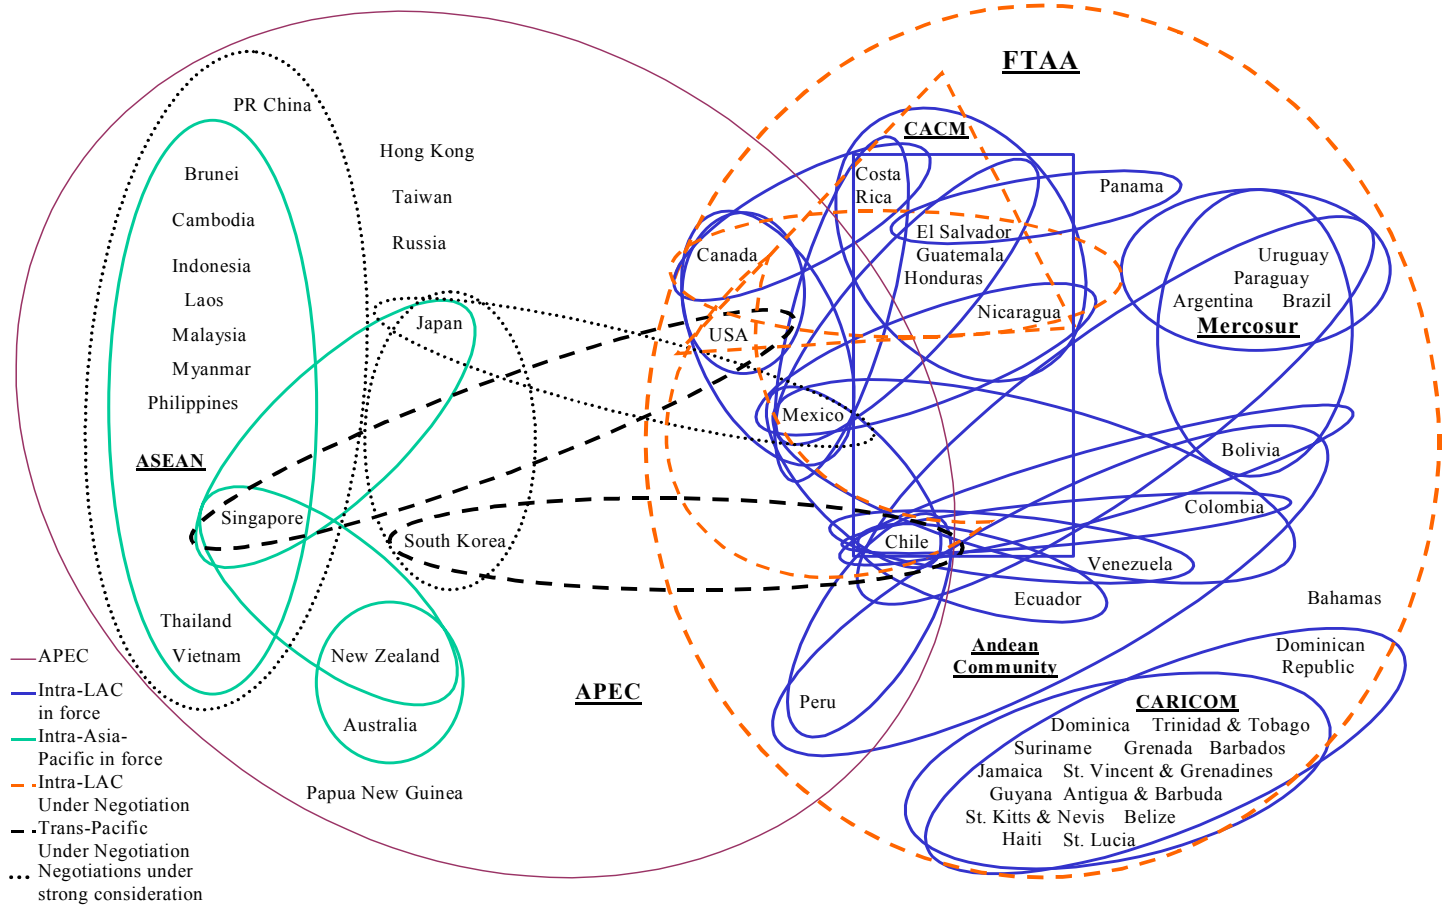 FTAA
PR China
CACM
Hong Kong
Brunei
Costa
Rica
Panama
Taiwan
Cambodia
El Salvador
Russia
Canada
Guatemala
Uruguay
Indonesia
Honduras
Paraguay
Laos
Argentina Brazil
Japan
Nicaragua
Mercosur
Malaysia
USA
Myanmar
Philippines
Mexico
ASEAN
Bolivia
Singapore
Colombia
South Korea
Chile
Venezuela
Ecuador
Bahamas
Thailand
Vietnam
New Zealand
Andean
Community
Dominican
Republic
APEC
Peru
CARICOM
Australia
Dominica Trinidad & Tobago
Suriname Grenada Barbados
Jamaica St. Vincent & Grenadines
Papua New Guinea
Guyana Antigua & Barbuda
St. Kitts & Nevis Belize
Haiti St. Lucia
APEC
Intra-LAC
in force
Intra-Asia-
Pacific in force
Intra-LAC
Under Negotiation
Trans-Pacific
Under Negotiation
Negotiations under
strong consideration